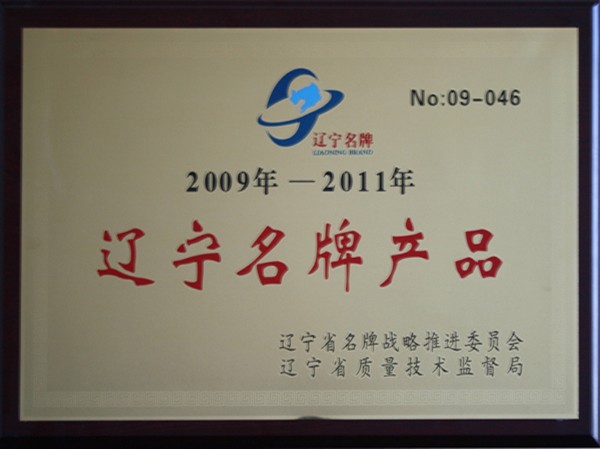 No:09-046
辽宁名牌
LIAONING BRAND
2009年 — 2011年
辽宁名牌产品
辽宁省名牌战略推进委员会
辽宁省质量技术监督局